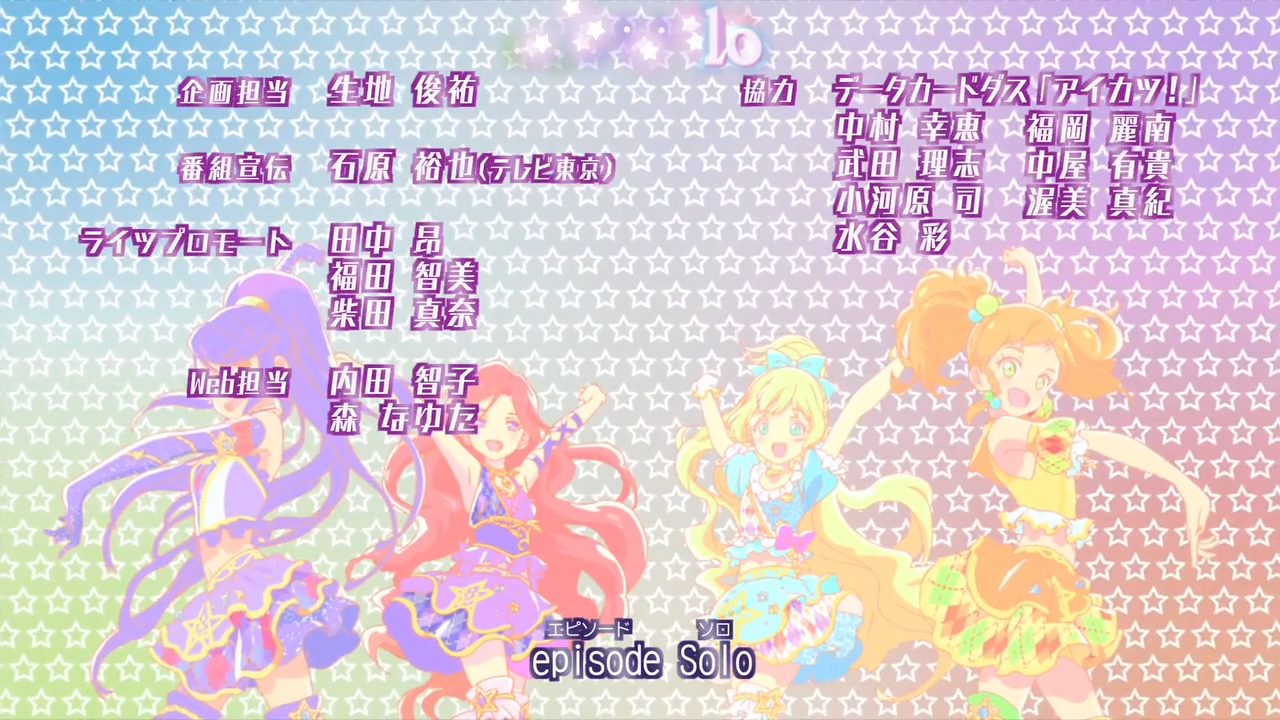 lo
企画担当 生地 俊祐
番組宣伝 石原 裕也(テレビ東京)
ライツプロモート 田中 昂
福田 智美
柴田 真奈
Web担当 内田 智子
森 なゆた
協力 データカードダス「アイカツ!」
中村 幸恵 福岡 麗南
武田 理志 中屋 有貴
小河原 司 渥美 真紀
水谷 彩
エピソード ソロ
episode Solo